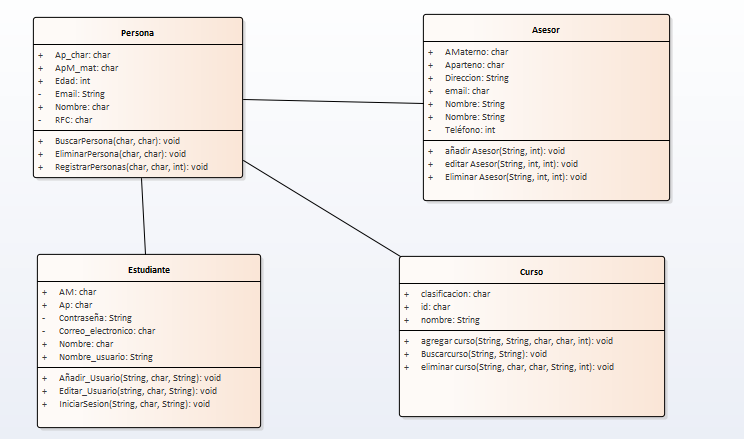 Persona
+ Ap_char: char
+ ApM_mat: char
+ Edad: int
- Email: String
+ Nombre: char
- RFC: char
+ BuscarPersona(char, char): void
+ EliminarPersona(char, char): void
+ RegistrarPersonas(char, char, int): void
Asesor
+ AMaterno: char
+ Aparteno: char
+ Direccion: String
+ email: char
+ Nombre: String
+ Nombre: String
- Teléfono: int
+ añadir Asesor(String, int): void
+ editar Asesor(String, int, int): void
+ Eliminar Asesor(String, int, int): void
Estudiante
+ AM: char
+ Ap: char
- Contraseña: String
- Correo_electronico: char
+ Nombre: char
+ Nombre_usuario: String
+ Añadir_Usuario(String, char, String): void
+ Editar_Usuario(string, char, String): void
+ IniciarSesion(String, char, String): void
Curso
+ clasificacion: char
+ id: char
+ nombre: String
+ agregar curso(String, String, char, char, int): void
+ Buscarcurso(String, String): void
+ eliminar curso(String, char, char, String, int): void